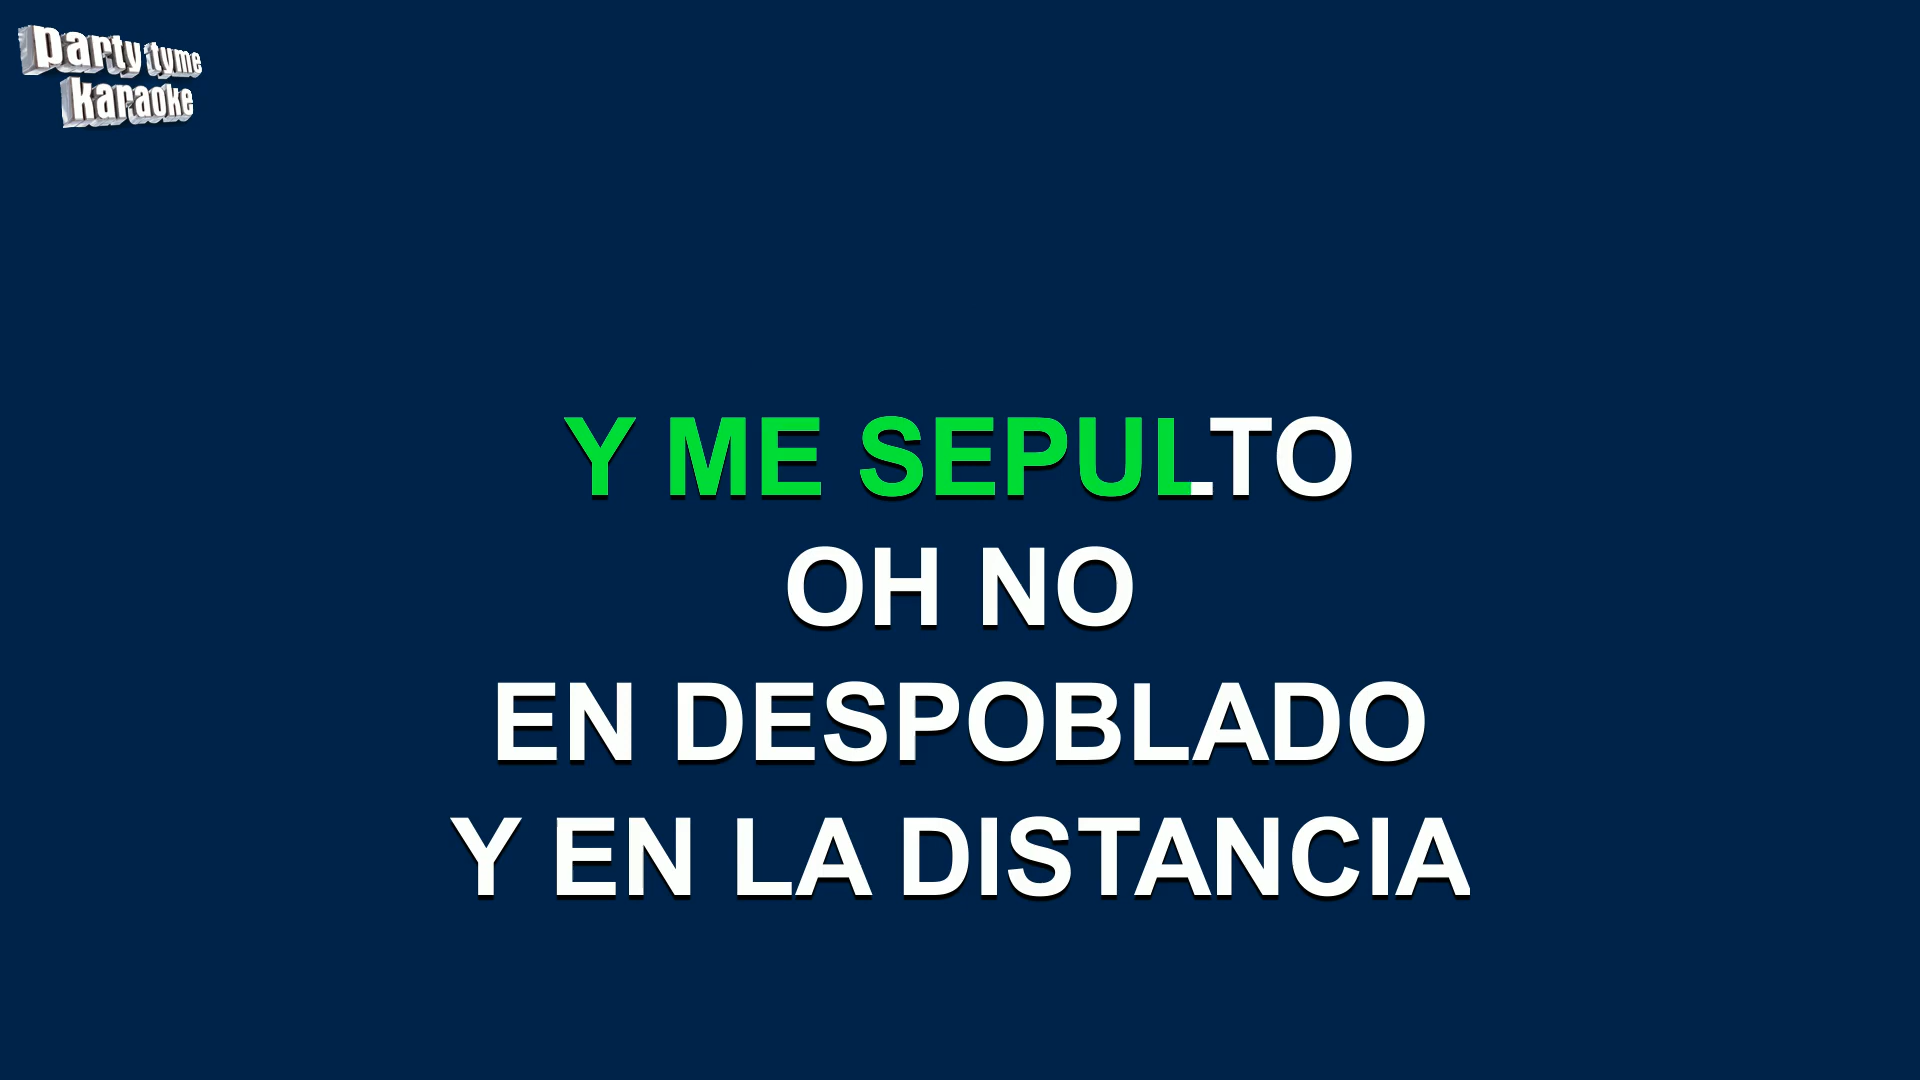 party tyme
karaoke
Y ME SEPULTO
OH NO
EN DESPOBLADO
Y EN LA DISTANCIA